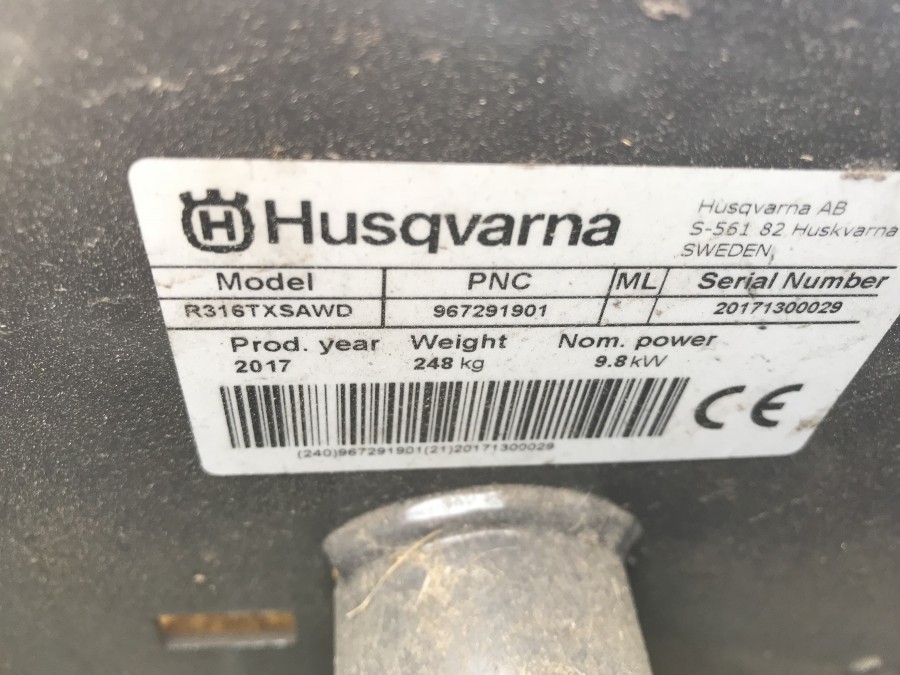 Husqvarna
Husqvarna AB
S-561 82 Huskvarna
SWEDEN
Model PNC ML Serial Number
R316TXSAWD 967291901 20171300029
Prod. year Weight Nom. power
2017 248 kg 9.8 kW
CE
(240)967291901(21)20171300029